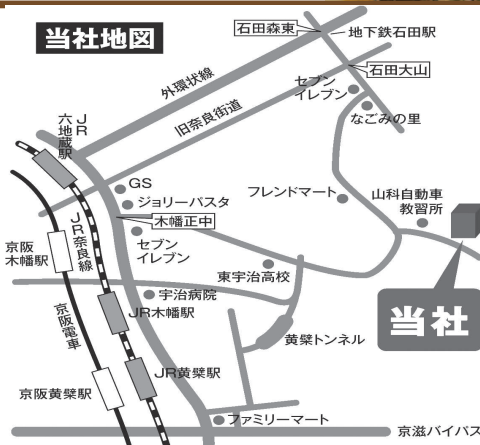 当社地図
石田森東
地下鉄石田駅
外環状線
石田大山
旧奈良街道
セブン
イレブン
なごみの里
JR
六地蔵駅
GS
ジョリーパスタ
木幡正中
フレンドマート
山科自動車
教習所
JR奈良線
セブン
イレブン
京阪
木幡駅
東宇治高校
宇治病院
当社
京阪電車
JR木幡駅
黄檗トンネル
JR黄檗駅
京阪黄檗駅
ファミリーマート
京滋バイパス